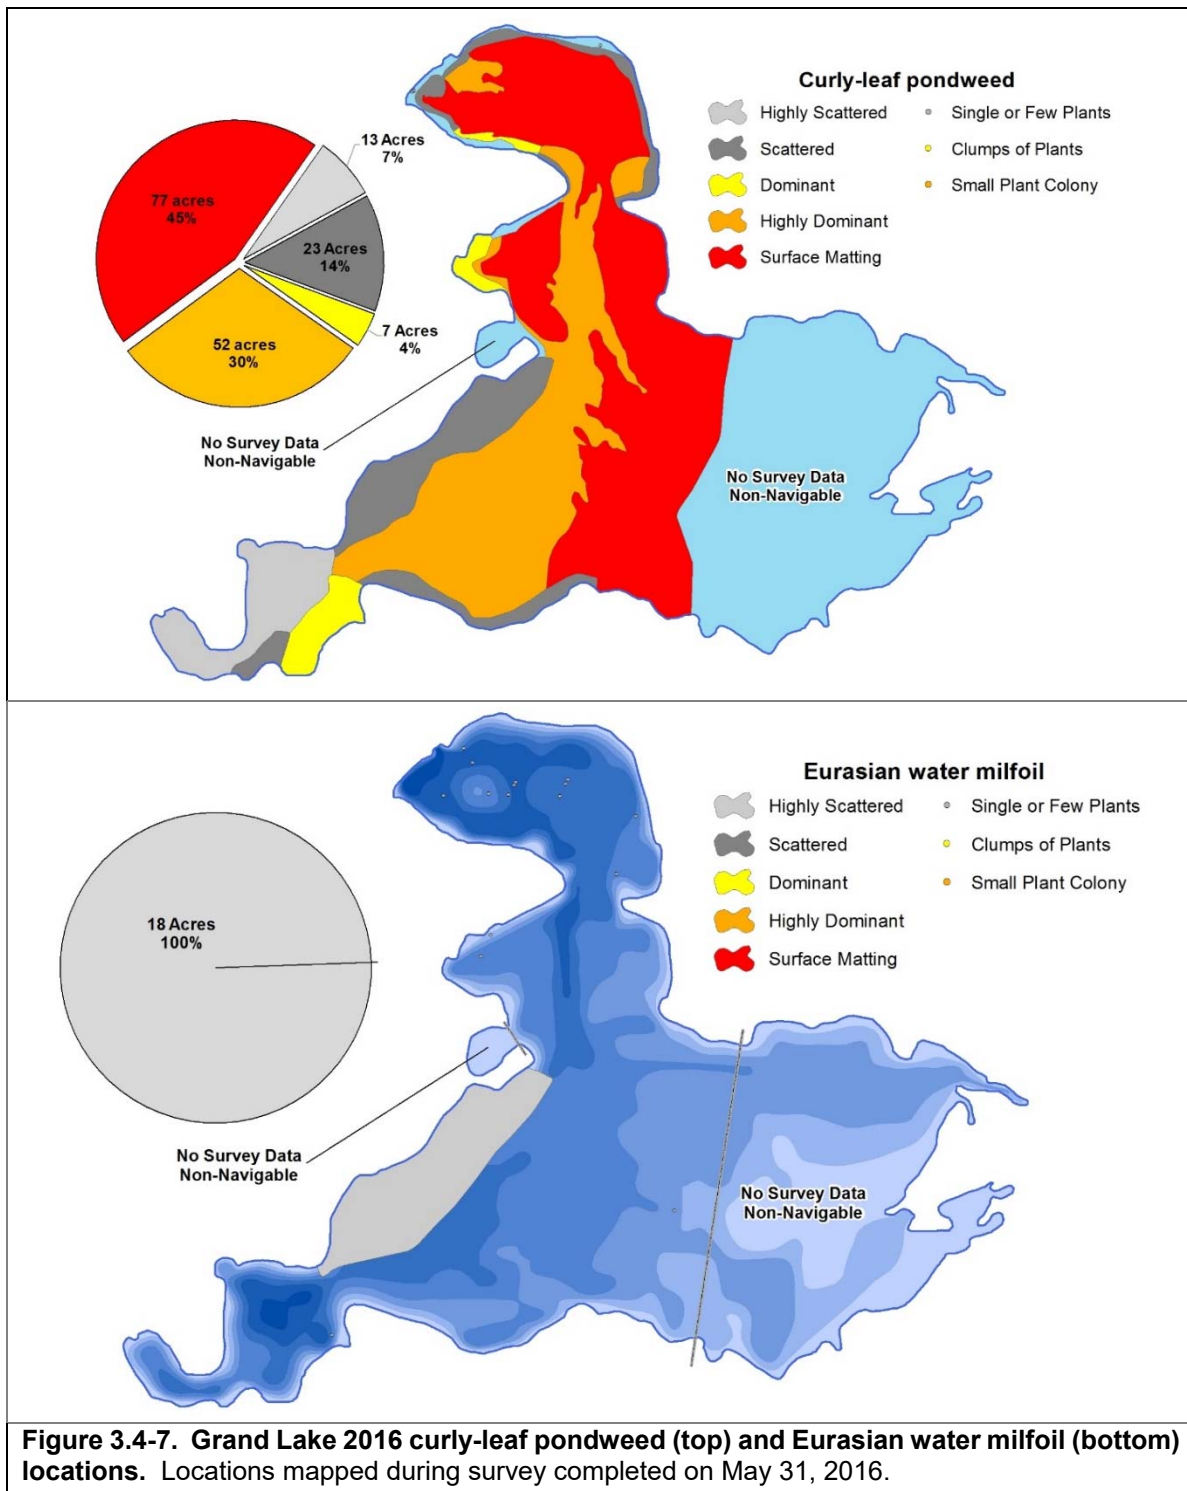 Curly-leaf pondweed
Highly Scattered
Scattered
Dominant
Highly Dominant
Surface Matting
Single or Few Plants
Clumps of Plants
Small Plant Colony
13 Acres
7%
77 acres
45%
23 Acres
14%
7 Acres
4%
52 acres
30%
No Survey Data
Non-Navigable
No Survey Data
Non-Navigable
Eurasian water milfoil
Highly Scattered
Scattered
Dominant
Highly Dominant
Surface Matting
Single or Few Plants
Clumps of Plants
Small Plant Colony
18 Acres
100%
No Survey Data
Non-Navigable
No Survey Data
Non-Navigable
Figure 3.4-7. Grand Lake 2016 curly-leaf pondweed (top) and Eurasian water milfoil (bottom)
locations. Locations mapped during survey completed on May 31, 2016.